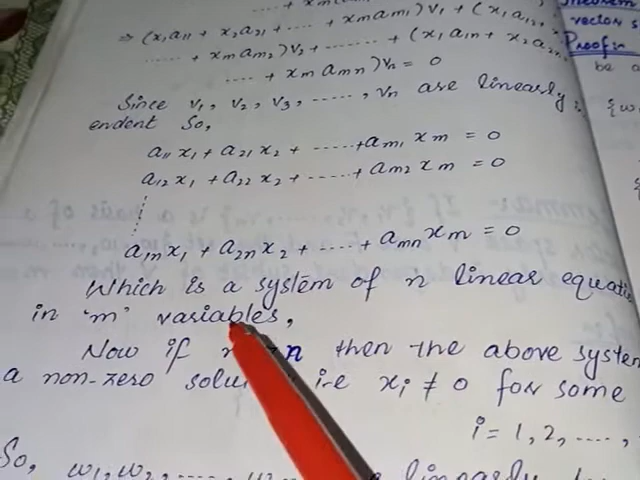 ⇒ (x₁a₁₁ + x₂a₂₁ + ..... + xₘaₘ₁)v₁ + (x₁a₁₂
..... + xₘaₘ₂)v₂ + ....... + (x₁a₁ₙ + x₂a₂ₙ
.... + xₘaₘₙ)vₙ = 0
Since v₁, v₂, v₃, ....., vₙ are linearly
endent So,
a₁₁x₁ + a₂₁x₂ + ..... + aₘ₁xₘ = 0
a₁₂x₁ + a₂₂x₂ + ..... + aₘ₂xₘ = 0
a₁ₙx₁ + a₂ₙx₂ + ..... + aₘₙxₘ = 0
Which is a system of n linear equati
in 'm' variables,
Now if n then the above system
a non-zero solu i-e xᵢ ≠ 0 for some
i = 1, 2, ....,
So, w₁, w₂, ....., linearly
Theorem
vector s
Proof:-
be a